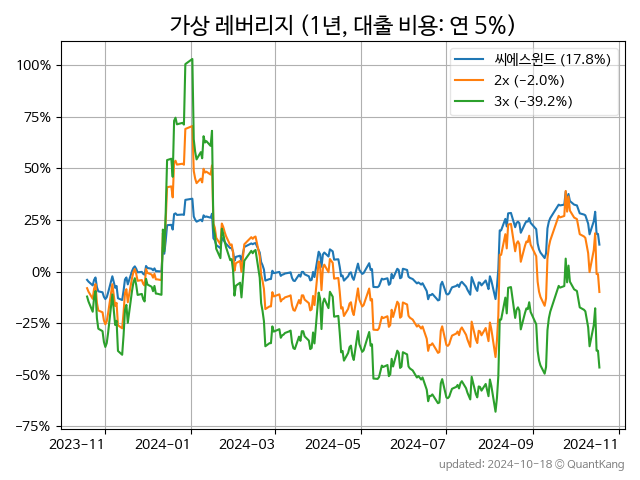 가상 레버리지 (1년, 대출 비용: 연 5%)
씨에스윈드 (17.8%)
2x (−2.0%)
3x (−39.2%)
100%
75%
50%
25%
0%
−25%
−50%
−75%
2023-11 2024-01 2024-03 2024-05 2024-07 2024-09 2024-11
updated: 2024-10-18 © QuantKang